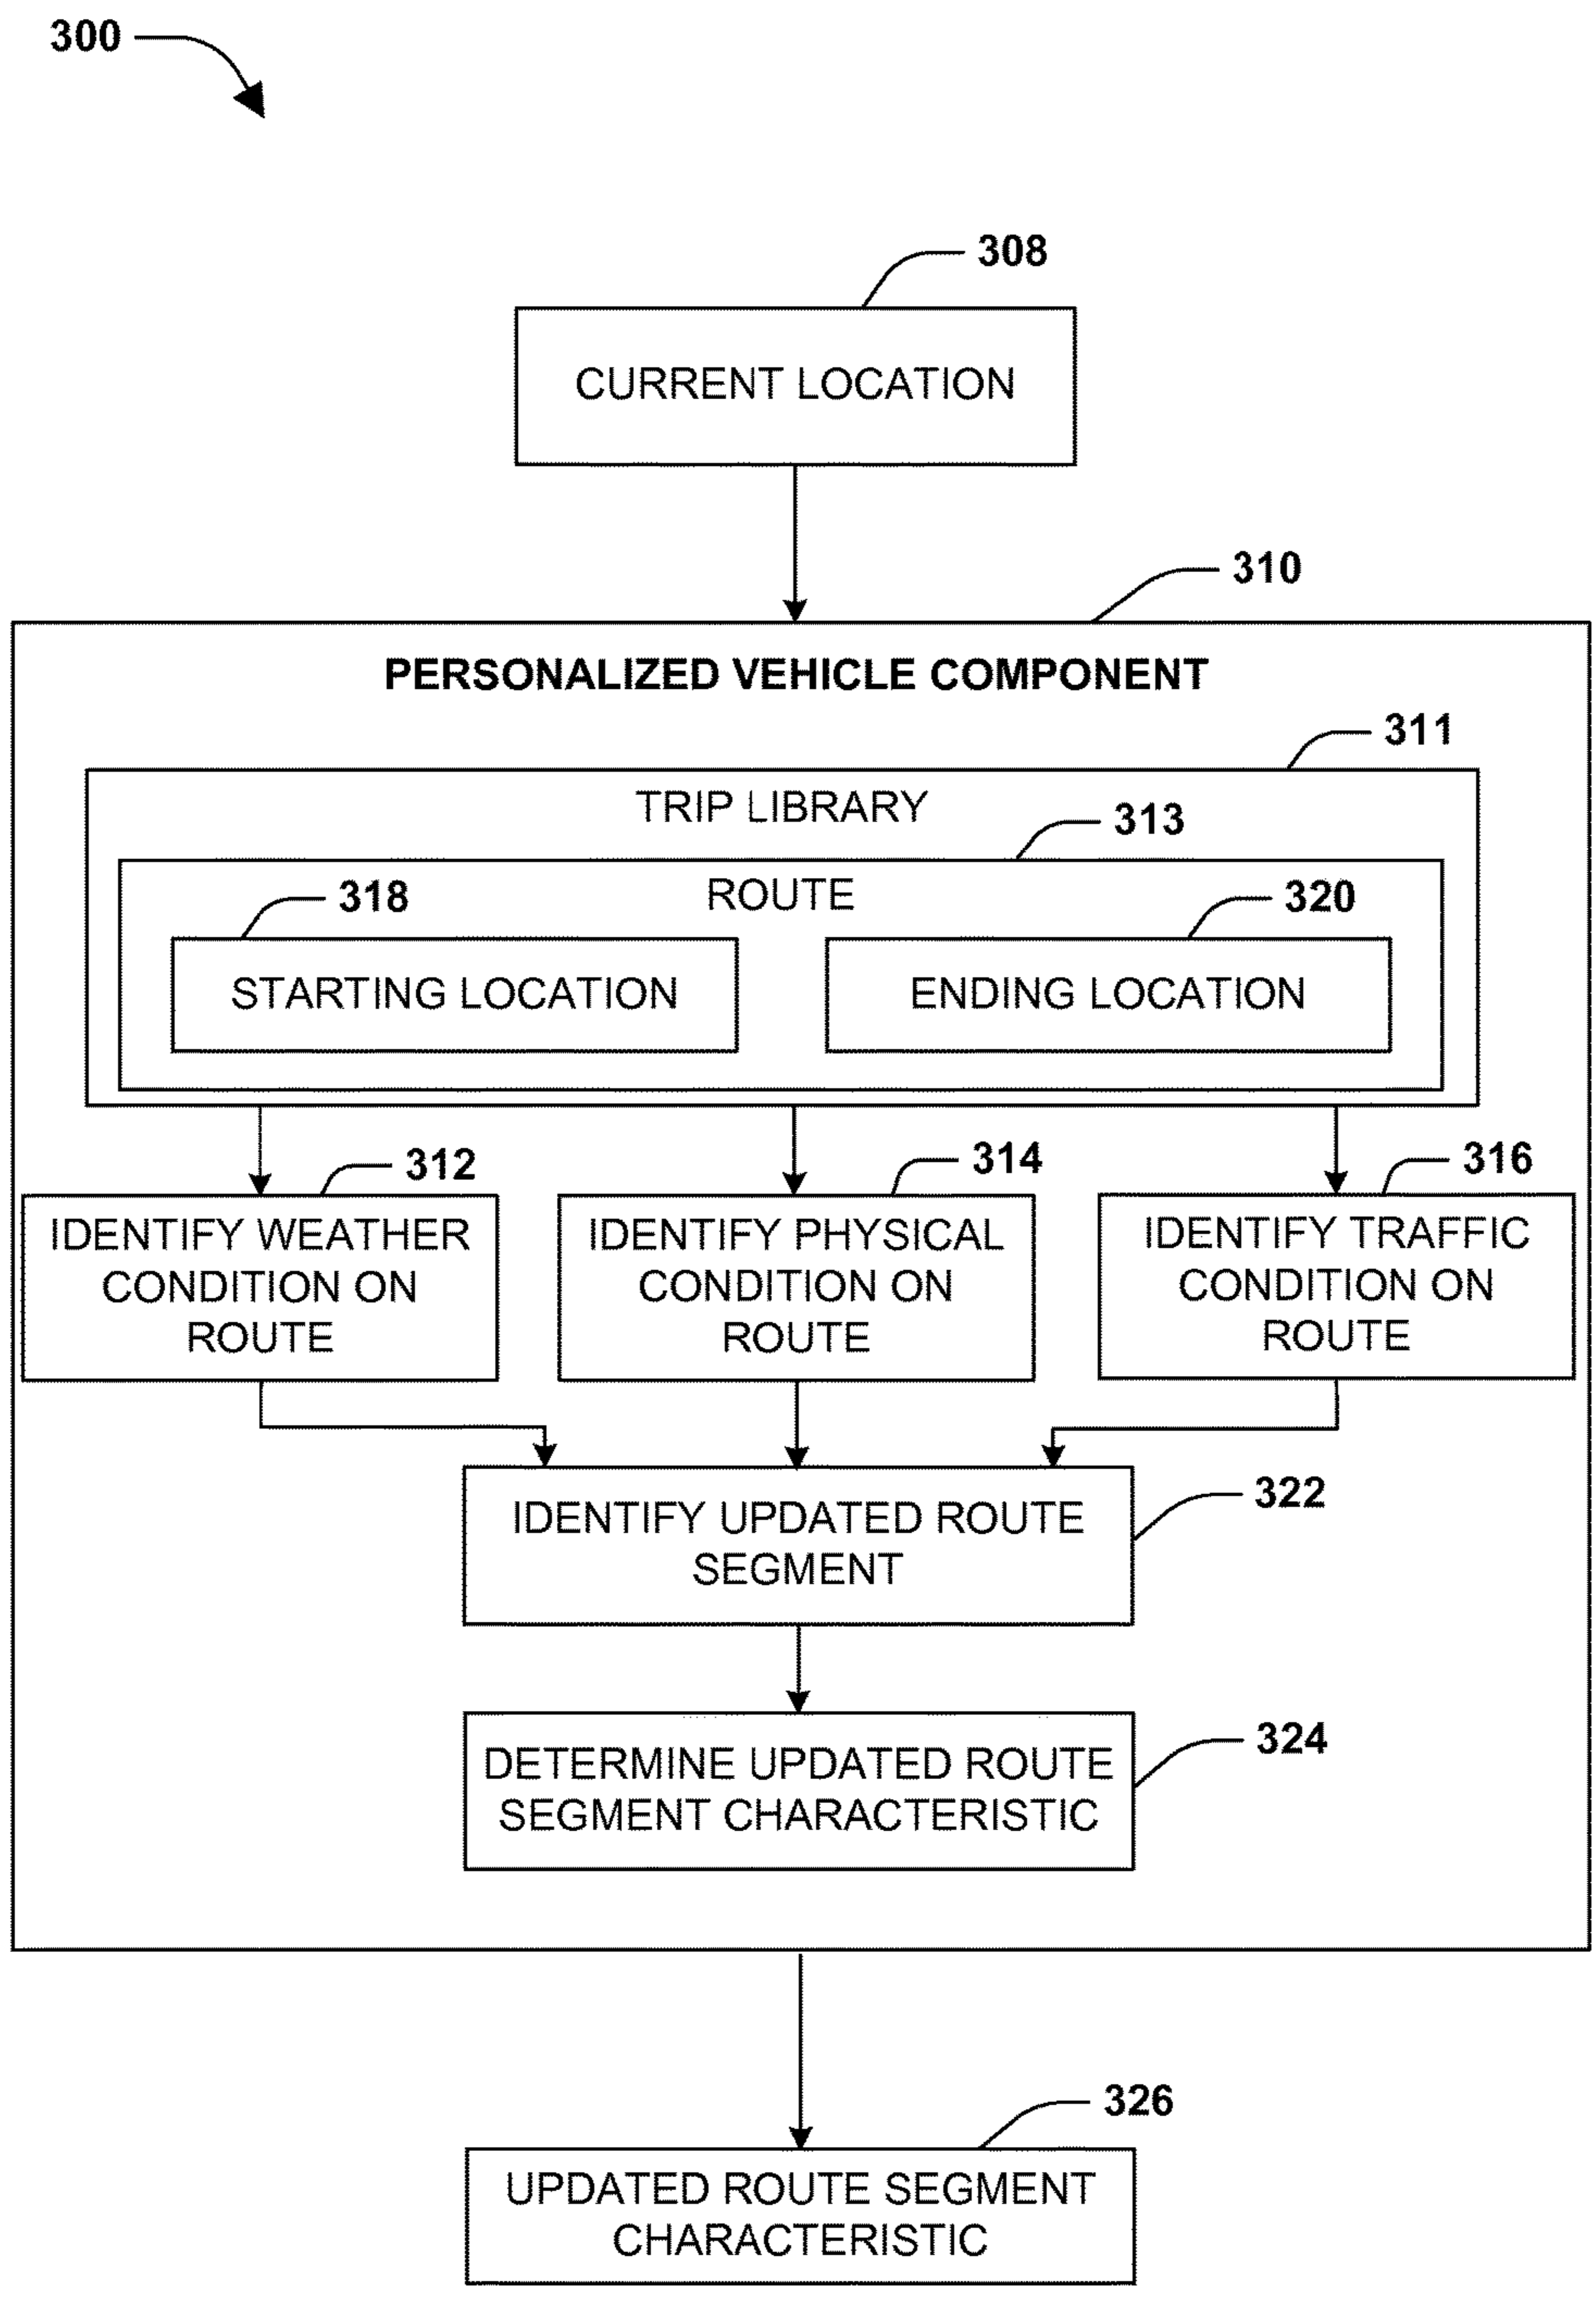 300
308
CURRENT LOCATION
310
PERSONALIZED VEHICLE COMPONENT
311
TRIP LIBRARY
313
ROUTE
318
320
STARTING LOCATION
ENDING LOCATION
312
314
316
IDENTIFY WEATHER
CONDITION ON
ROUTE
IDENTIFY PHYSICAL
CONDITION ON
ROUTE
IDENTIFY TRAFFIC
CONDITION ON
ROUTE
322
IDENTIFY UPDATED ROUTE
SEGMENT
324
DETERMINE UPDATED ROUTE
SEGMENT CHARACTERISTIC
326
UPDATED ROUTE SEGMENT
CHARACTERISTIC